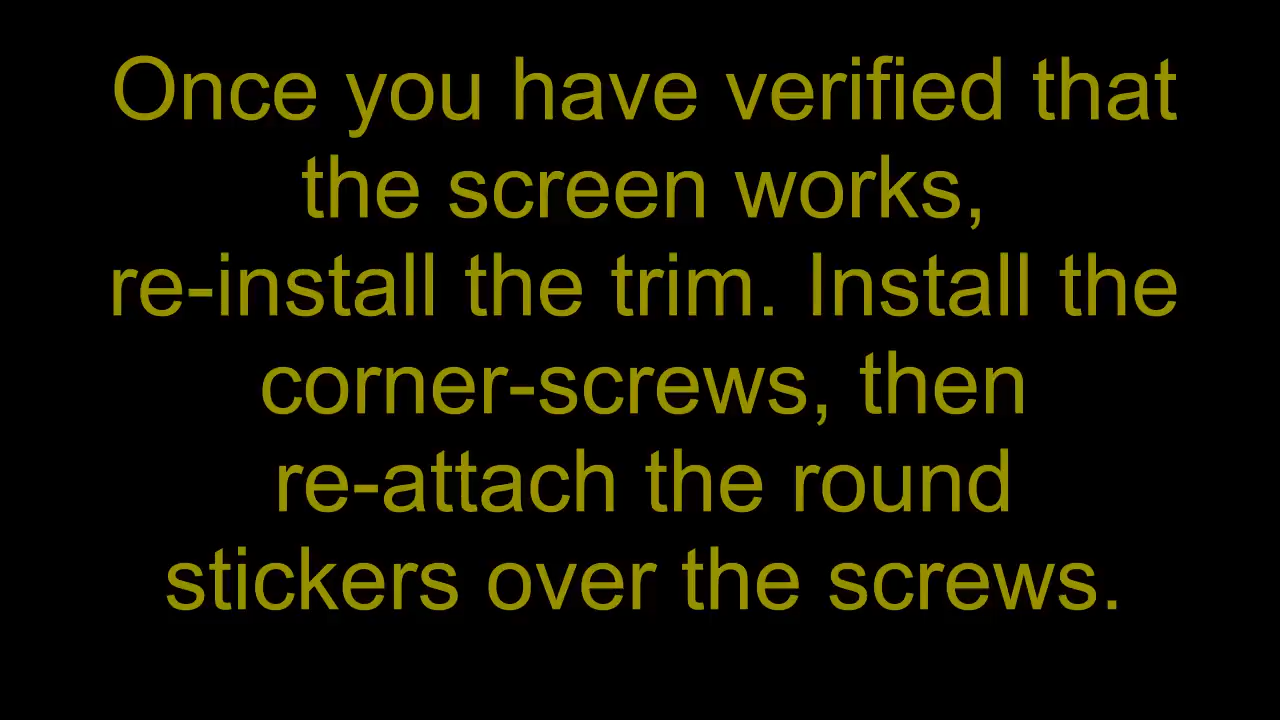 Once you have verified that
the screen works,
re-install the trim. Install the
corner-screws, then
re-attach the round
stickers over the screws.